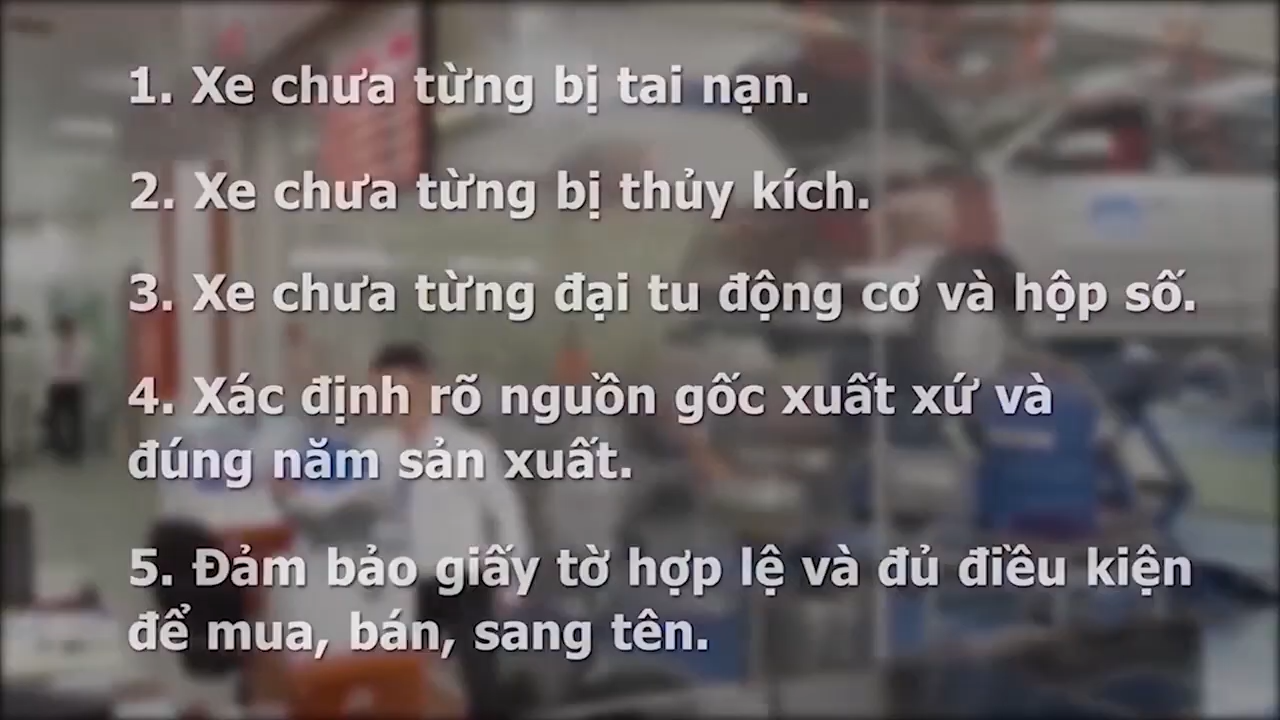 1. Xe chưa từng bị tai nạn.
2. Xe chưa từng bị thủy kích.
3. Xe chưa từng đại tu động cơ và hộp số.
4. Xác định rõ nguồn gốc xuất xứ và
đúng năm sản xuất.
5. Đảm bảo giấy tờ hợp lệ và đủ điều kiện
để mua, bán, sang tên.